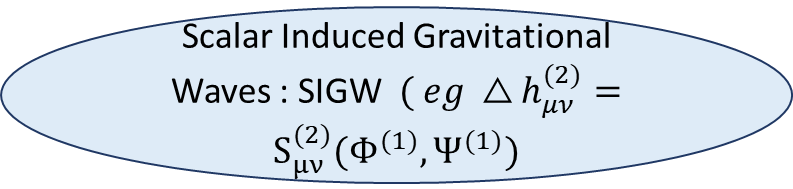 Scalar Induced Gravitational
Waves : SIGW ( eg △ h_{μν}^{(2)} =
S_{μν}^{(2)}(Φ^{(1)}, Ψ^{(1)})